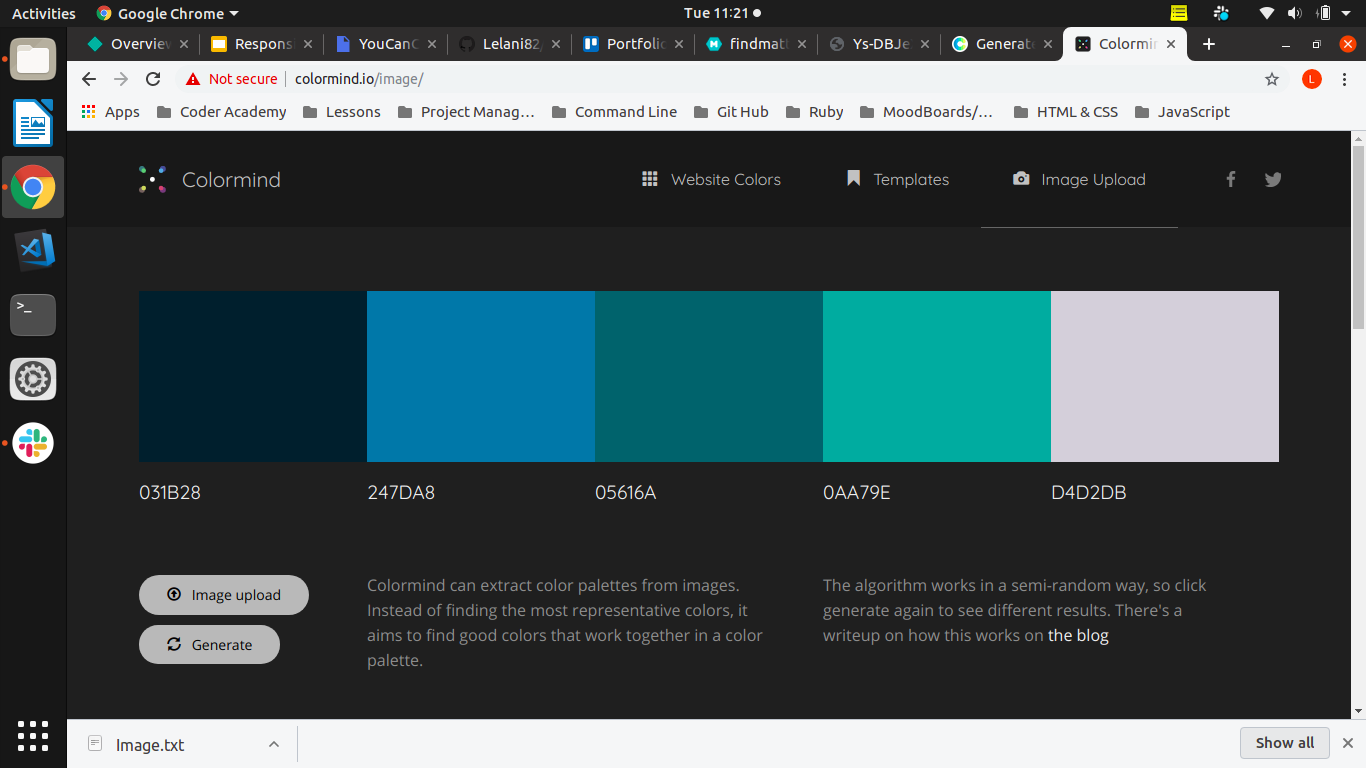 Activities Google Chrome Tue 11:21
Overview Respons YouCanC Lelani82/ Portfolio findmatt Ys-DBJe Generate Colormin
Not secure colormind.io/image/ L
Apps Coder Academy Lessons Project Manag… Command Line Git Hub Ruby MoodBoards/… HTML & CSS JavaScript
Colormind Website Colors Templates Image Upload
031B28 247DA8 05616A 0AA79E D4D2DB
Image upload
Generate
Colormind can extract color palettes from images.
Instead of finding the most representative colors, it
aims to find good colors that work together in a color
palette.
The algorithm works in a semi-random way, so click
generate again to see different results. There's a
writeup on how this works on the blog
Image.txt Show all